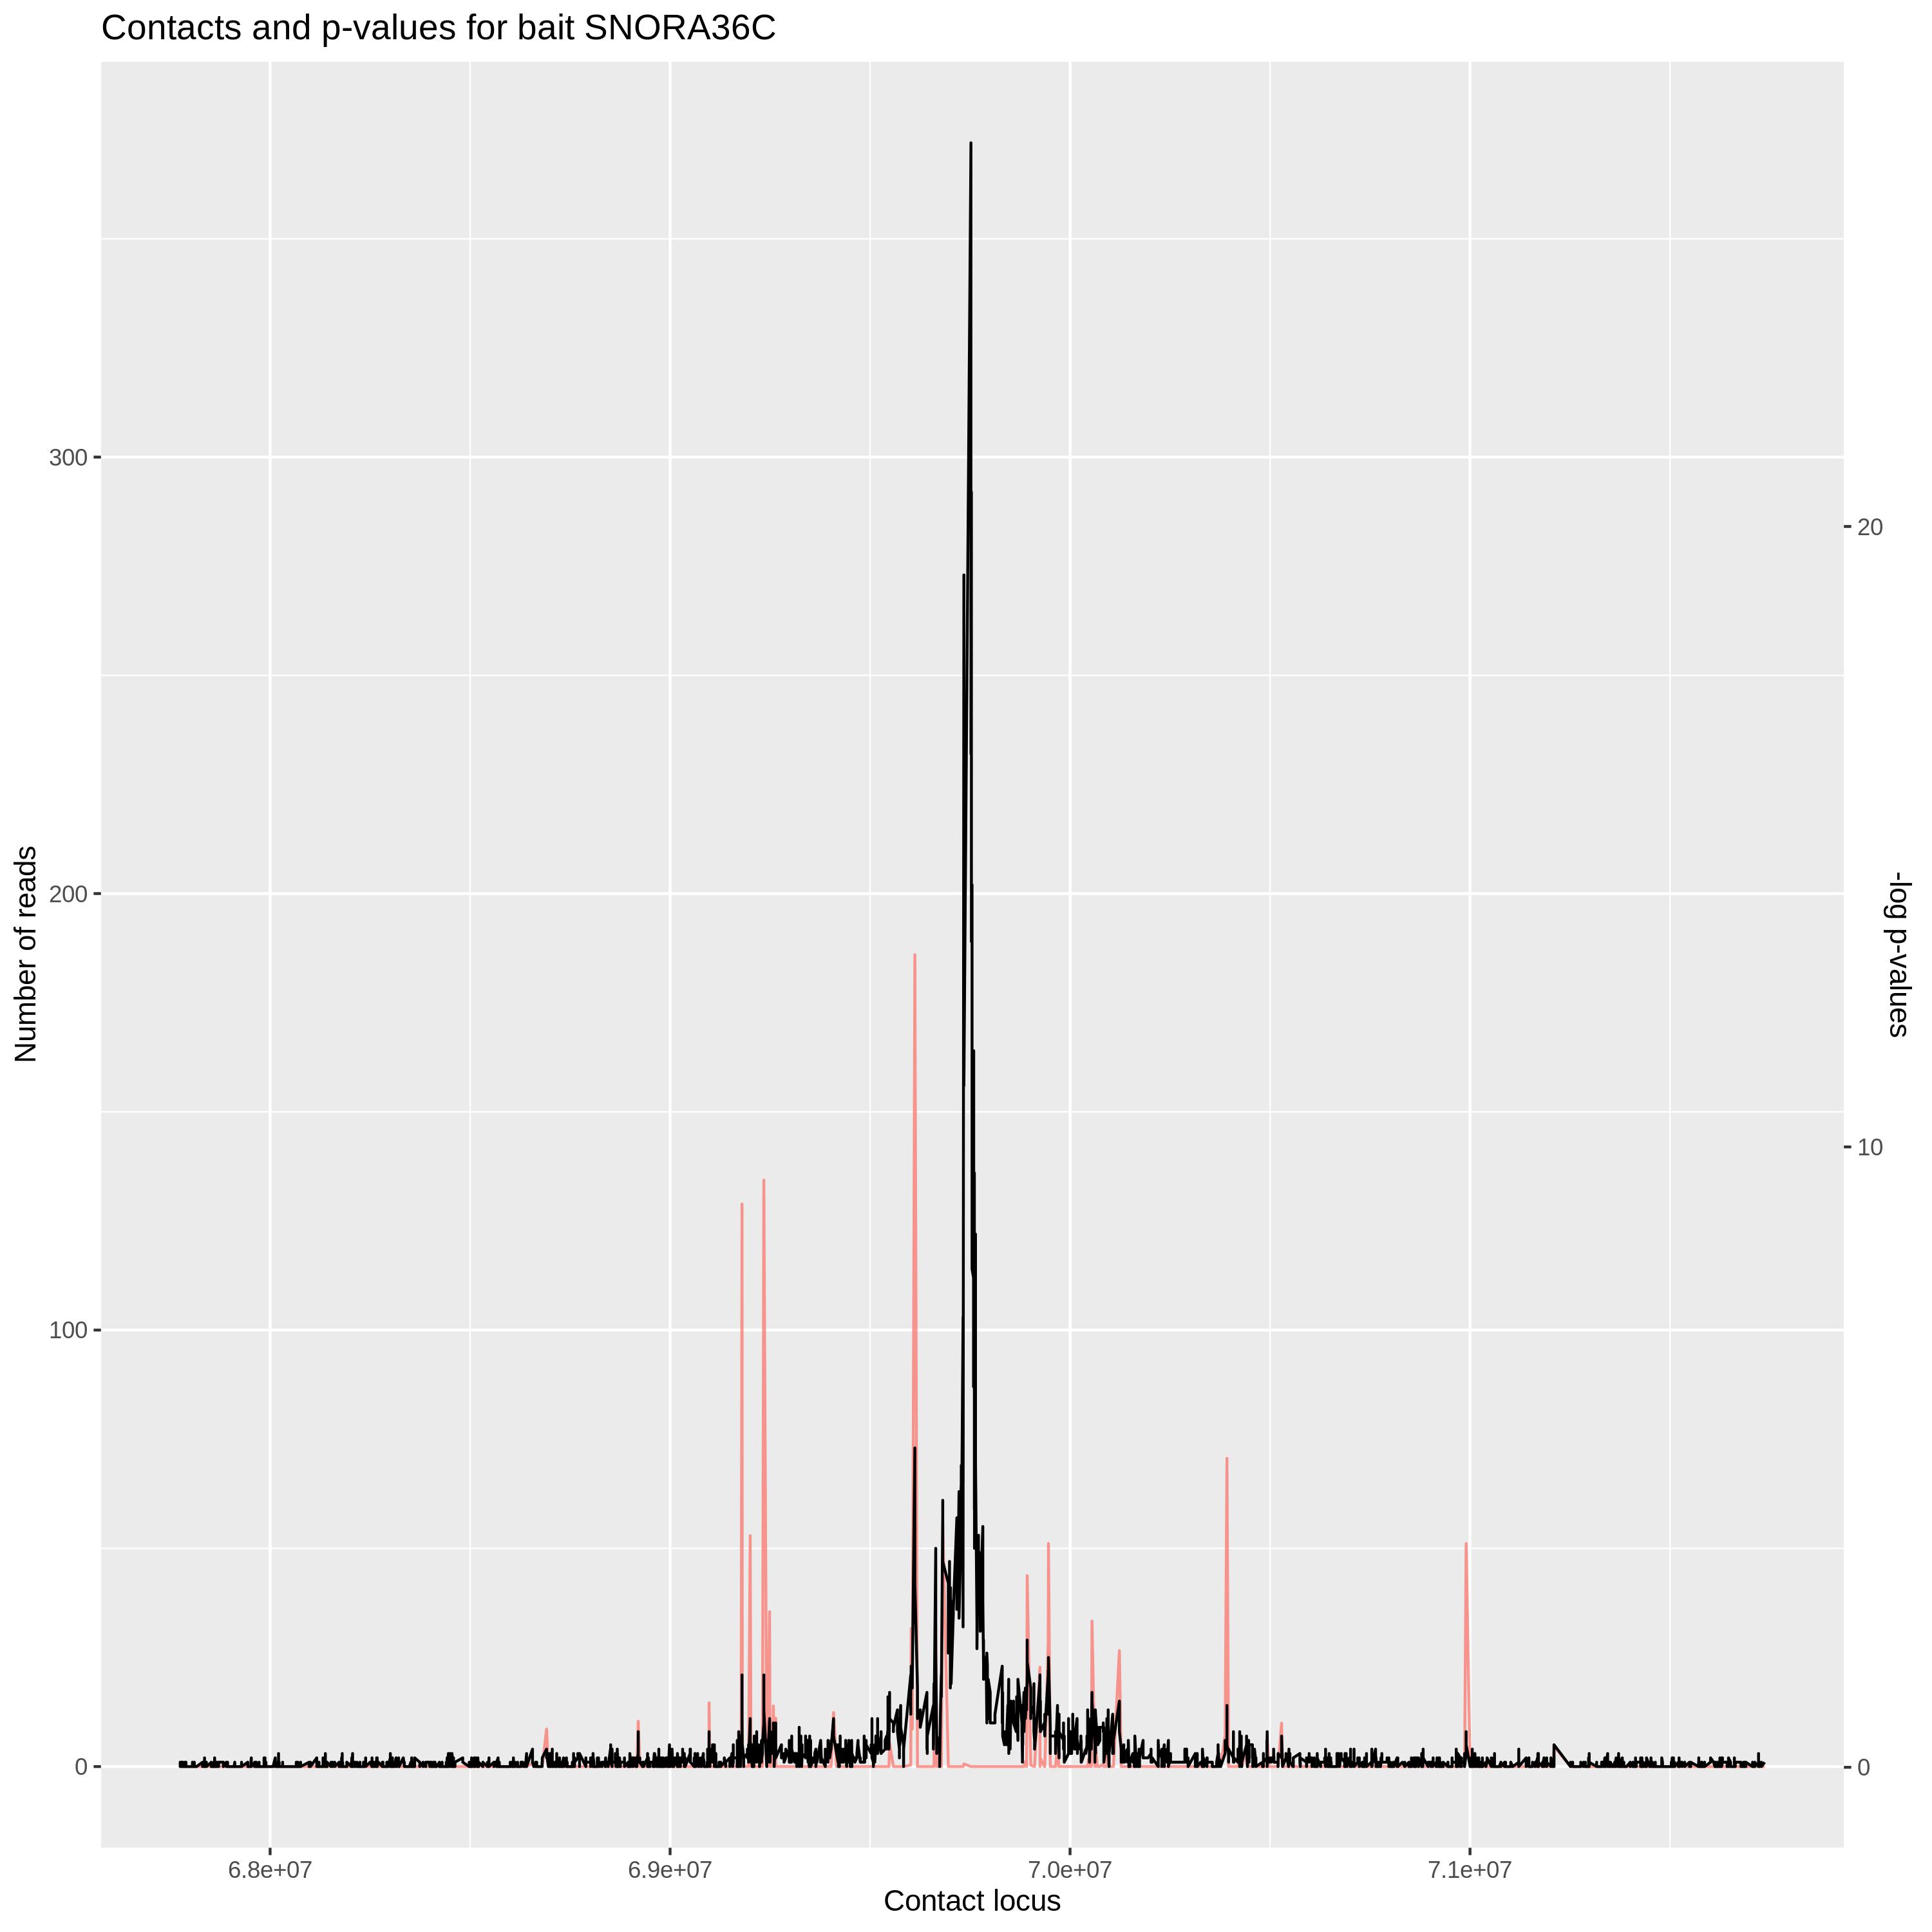 Contacts and p-values for bait SNORA36C
300
200
100
0
Number of reads
20
10
0
-log p-values
6.8e+07 6.9e+07 7.0e+07 7.1e+07
Contact locus